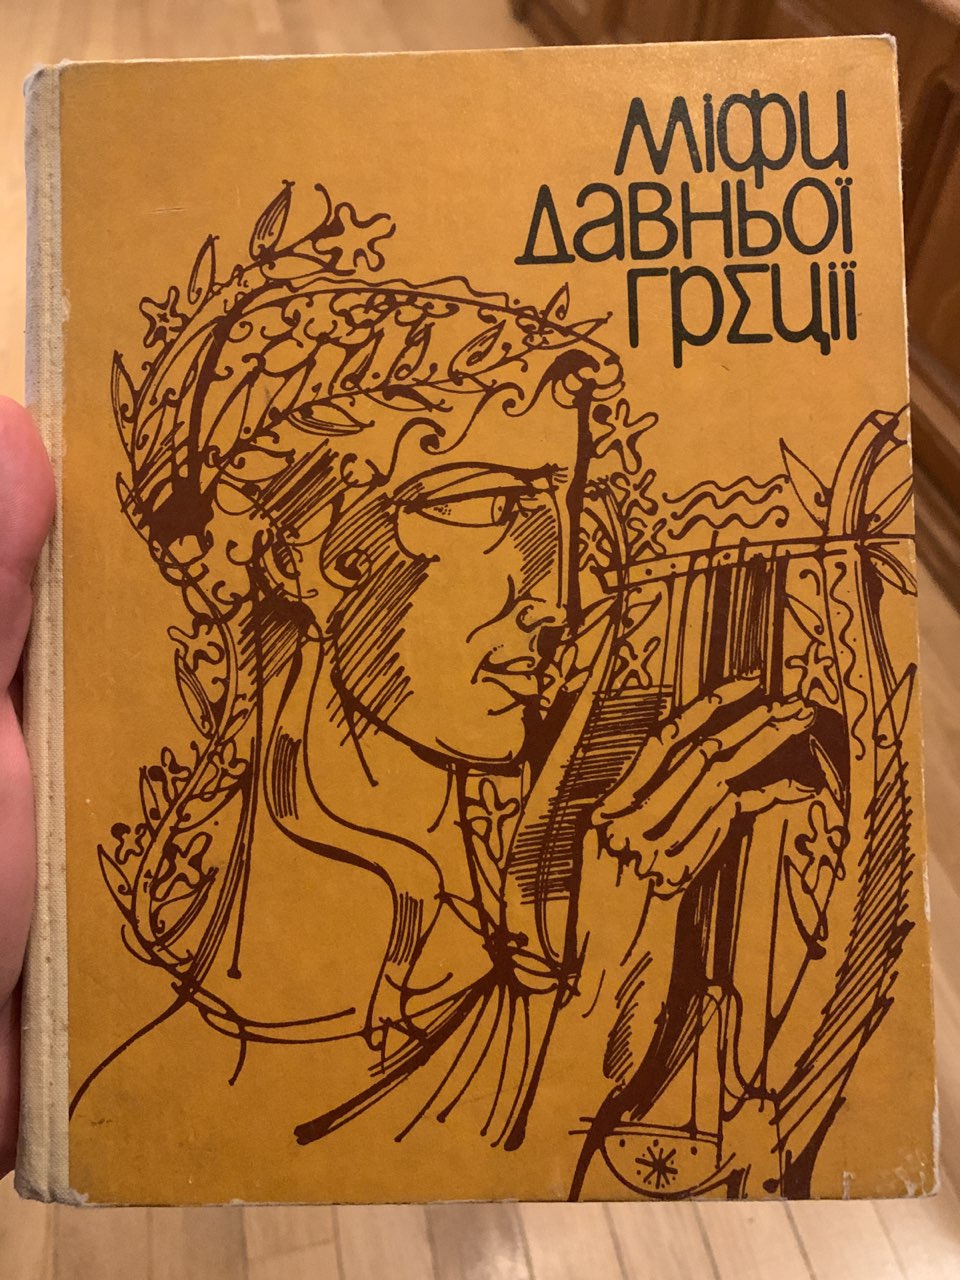 Міфи
давньої
греції